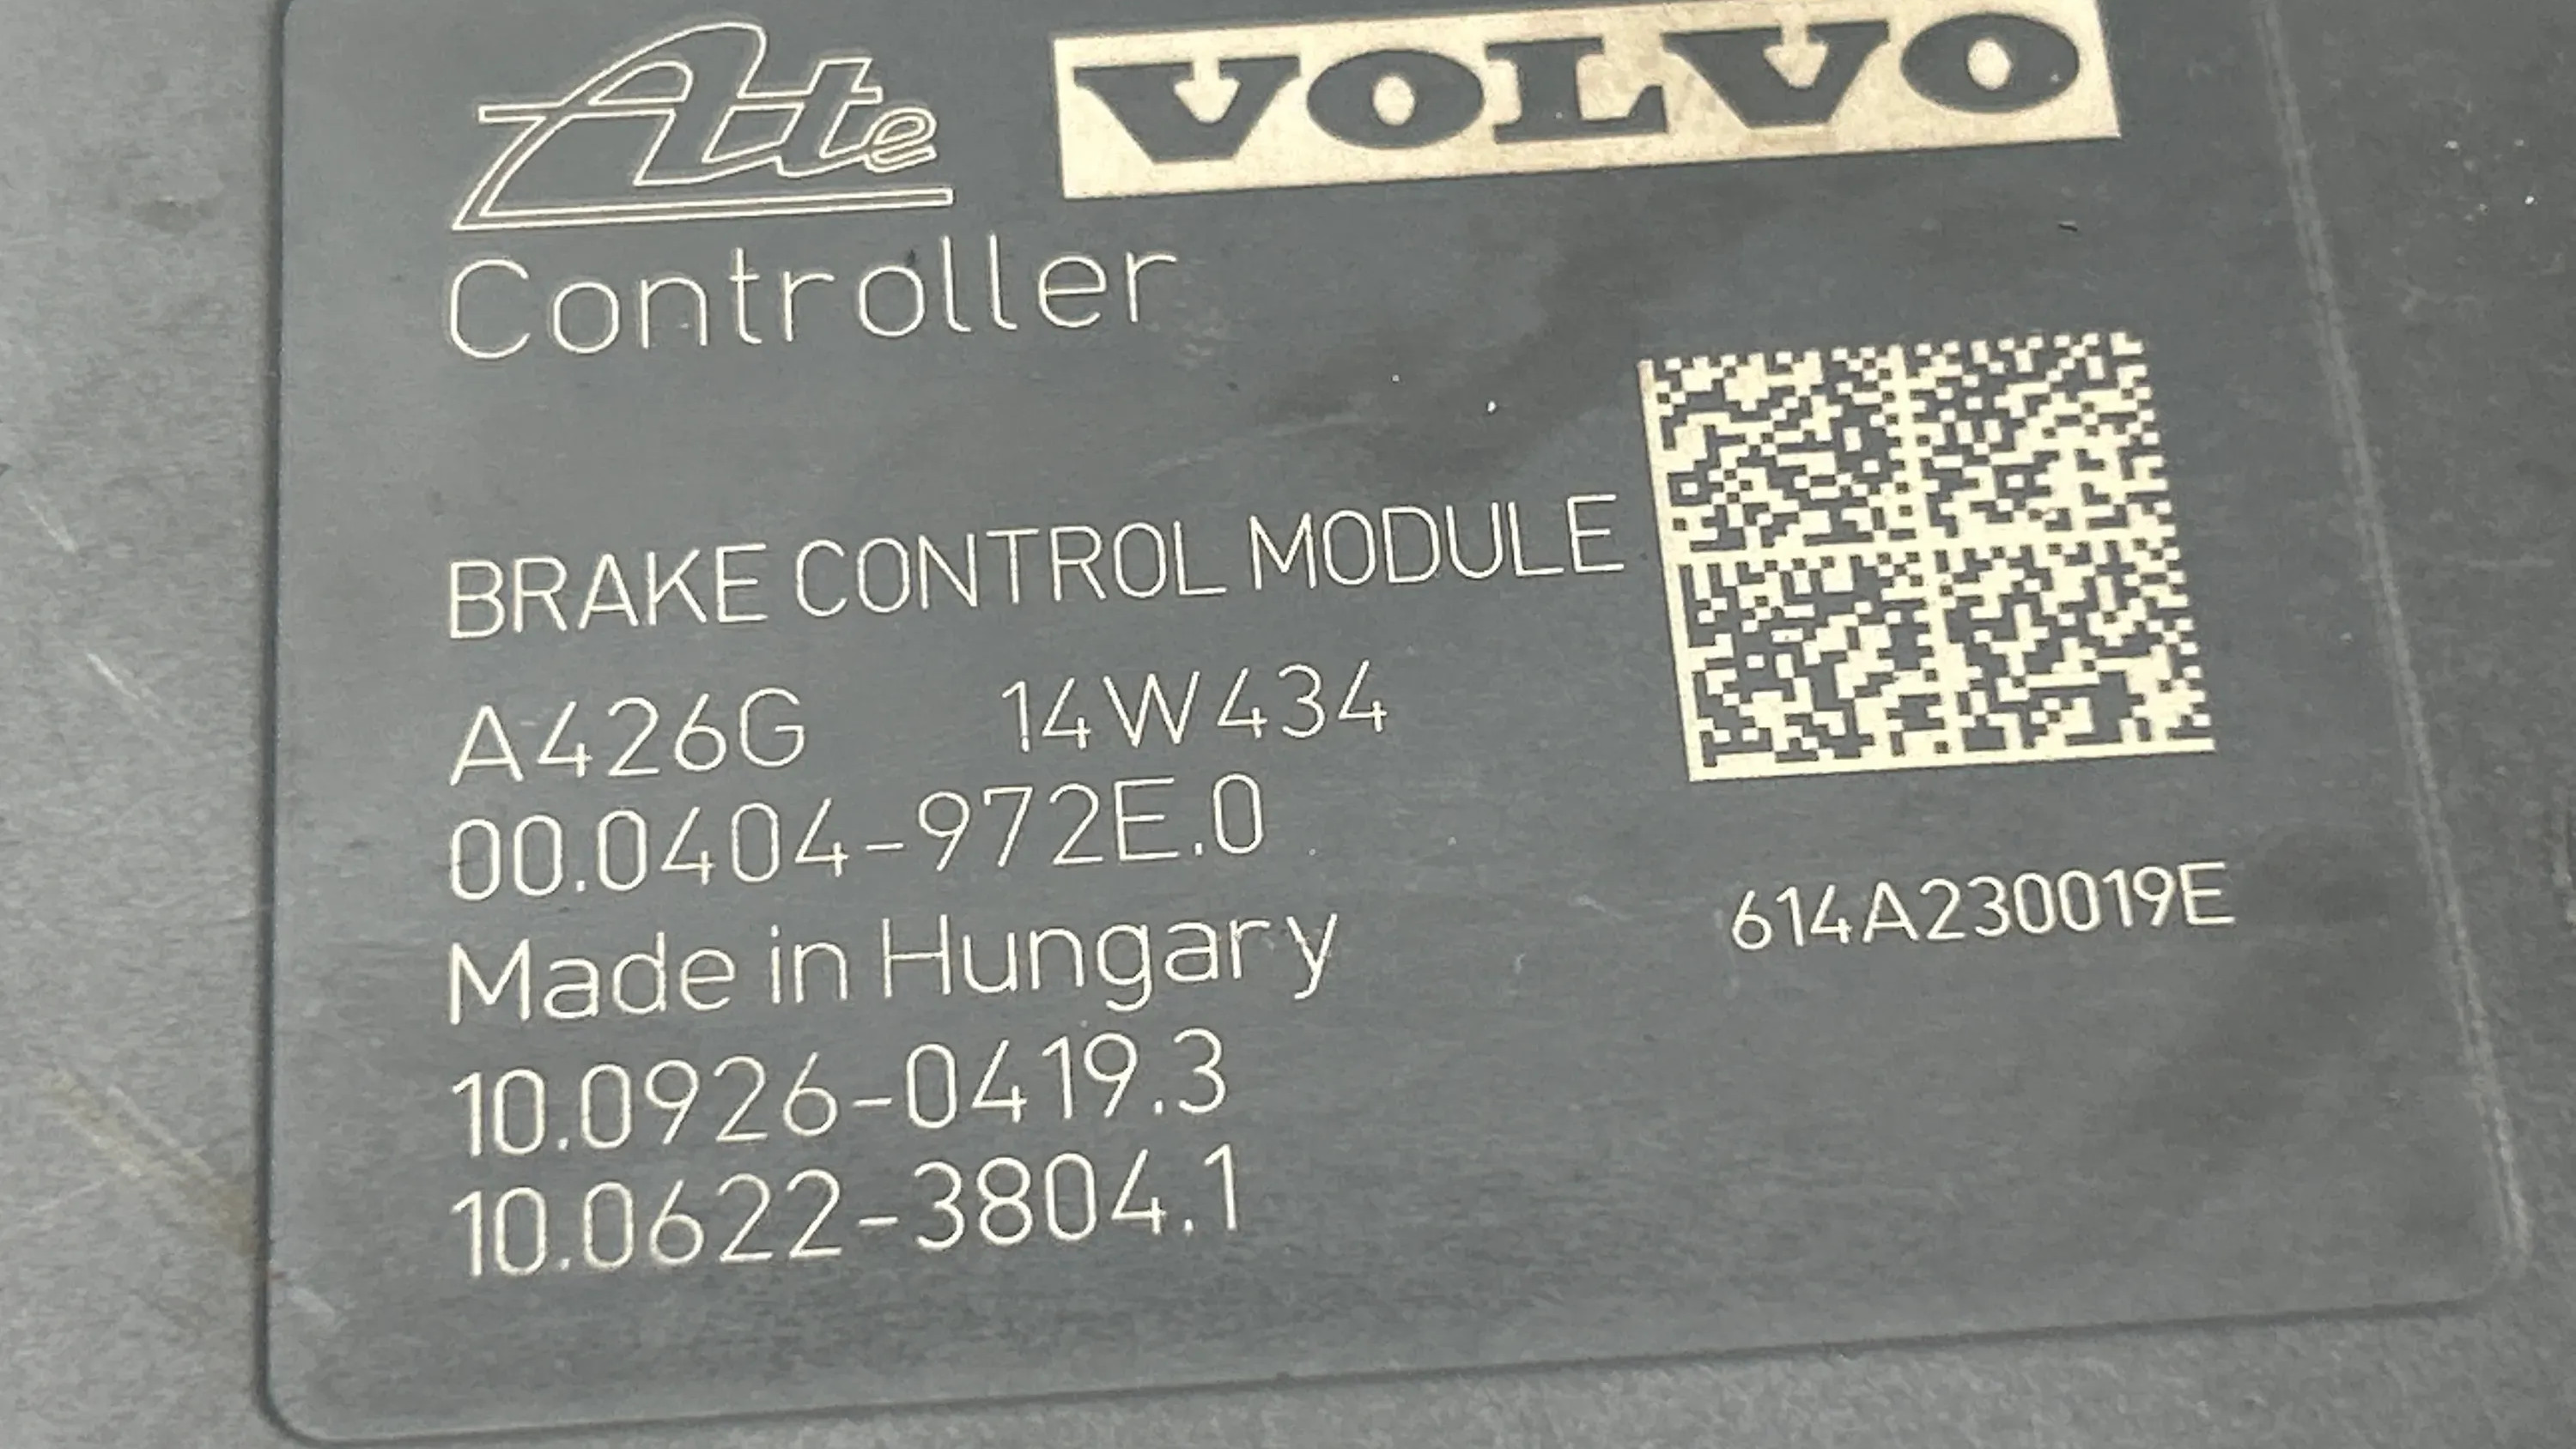 Ate VOLVO
Controller
BRAKE CONTROL MODULE
A426G 14W434
00.0404-972E.0
Made in Hungary
614A230019E
10.0926-0419.3
10.0622-3804.1